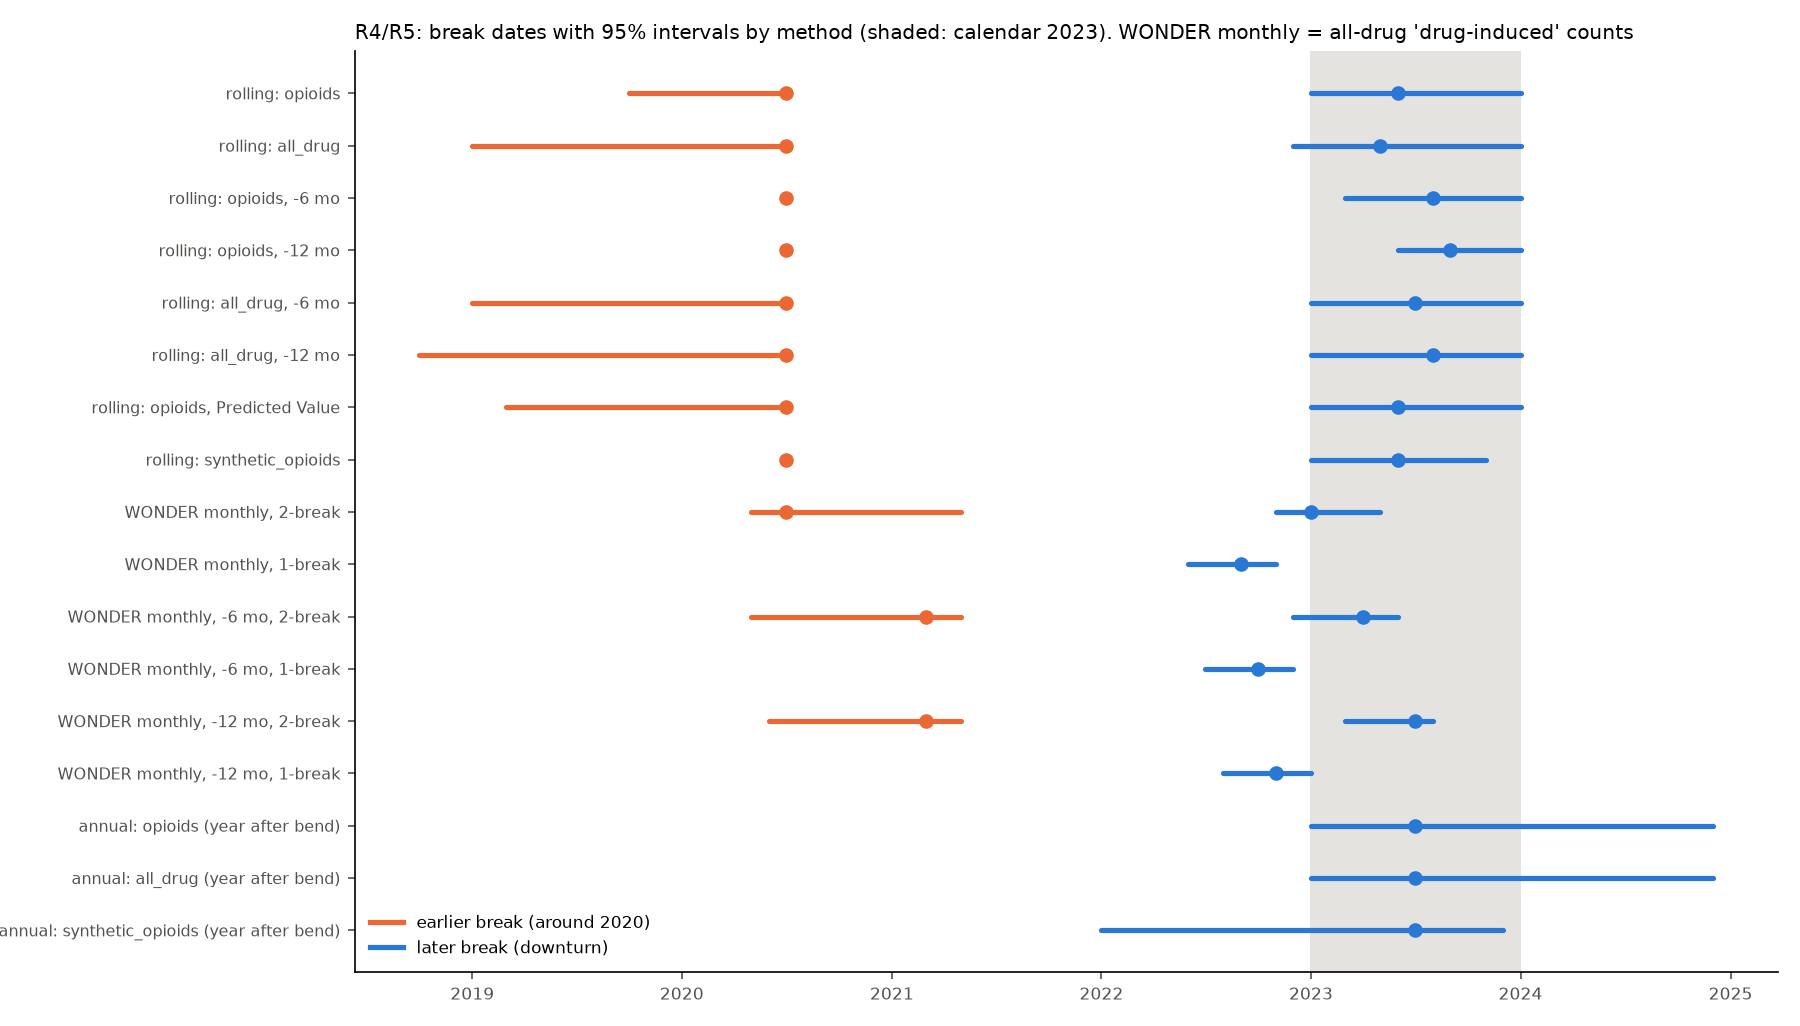 R4/R5: break dates with 95% intervals by method (shaded: calendar 2023). WONDER monthly = all-drug 'drug-induced' counts
rolling: opioids
rolling: all_drug
rolling: opioids, -6 mo
rolling: opioids, -12 mo
rolling: all_drug, -6 mo
rolling: all_drug, -12 mo
rolling: opioids, Predicted Value
rolling: synthetic_opioids
WONDER monthly, 2-break
WONDER monthly, 1-break
WONDER monthly, -6 mo, 2-break
WONDER monthly, -6 mo, 1-break
WONDER monthly, -12 mo, 2-break
WONDER monthly, -12 mo, 1-break
annual: opioids (year after bend)
annual: all_drug (year after bend)
annual: synthetic_opioids (year after bend)
earlier break (around 2020)
later break (downturn)
2019 2020 2021 2022 2023 2024 2025